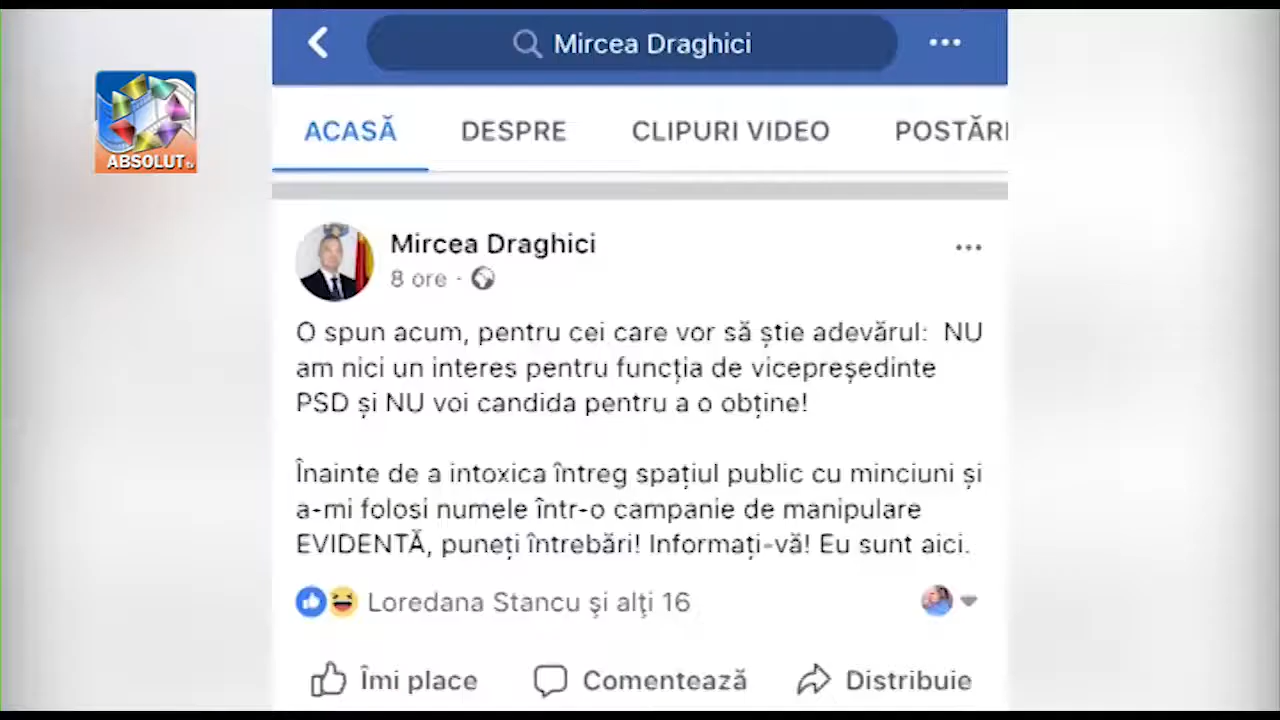 Mircea Draghici
ABSOLUT tv
ACASĂ DESPRE CLIPURI VIDEO POSTĂRI
Mircea Draghici
8 ore ·
O spun acum, pentru cei care vor să știe adevărul: NU
am nici un interes pentru funcția de vicepreședinte
PSD și NU voi candida pentru a o obține!
Înainte de a intoxica întreg spațiul public cu minciuni și
a-mi folosi numele într-o campanie de manipulare
EVIDENTĂ, puneți întrebări! Informați-vă! Eu sunt aici.
Loredana Stancu şi alţi 16
Îmi place Comentează Distribuie